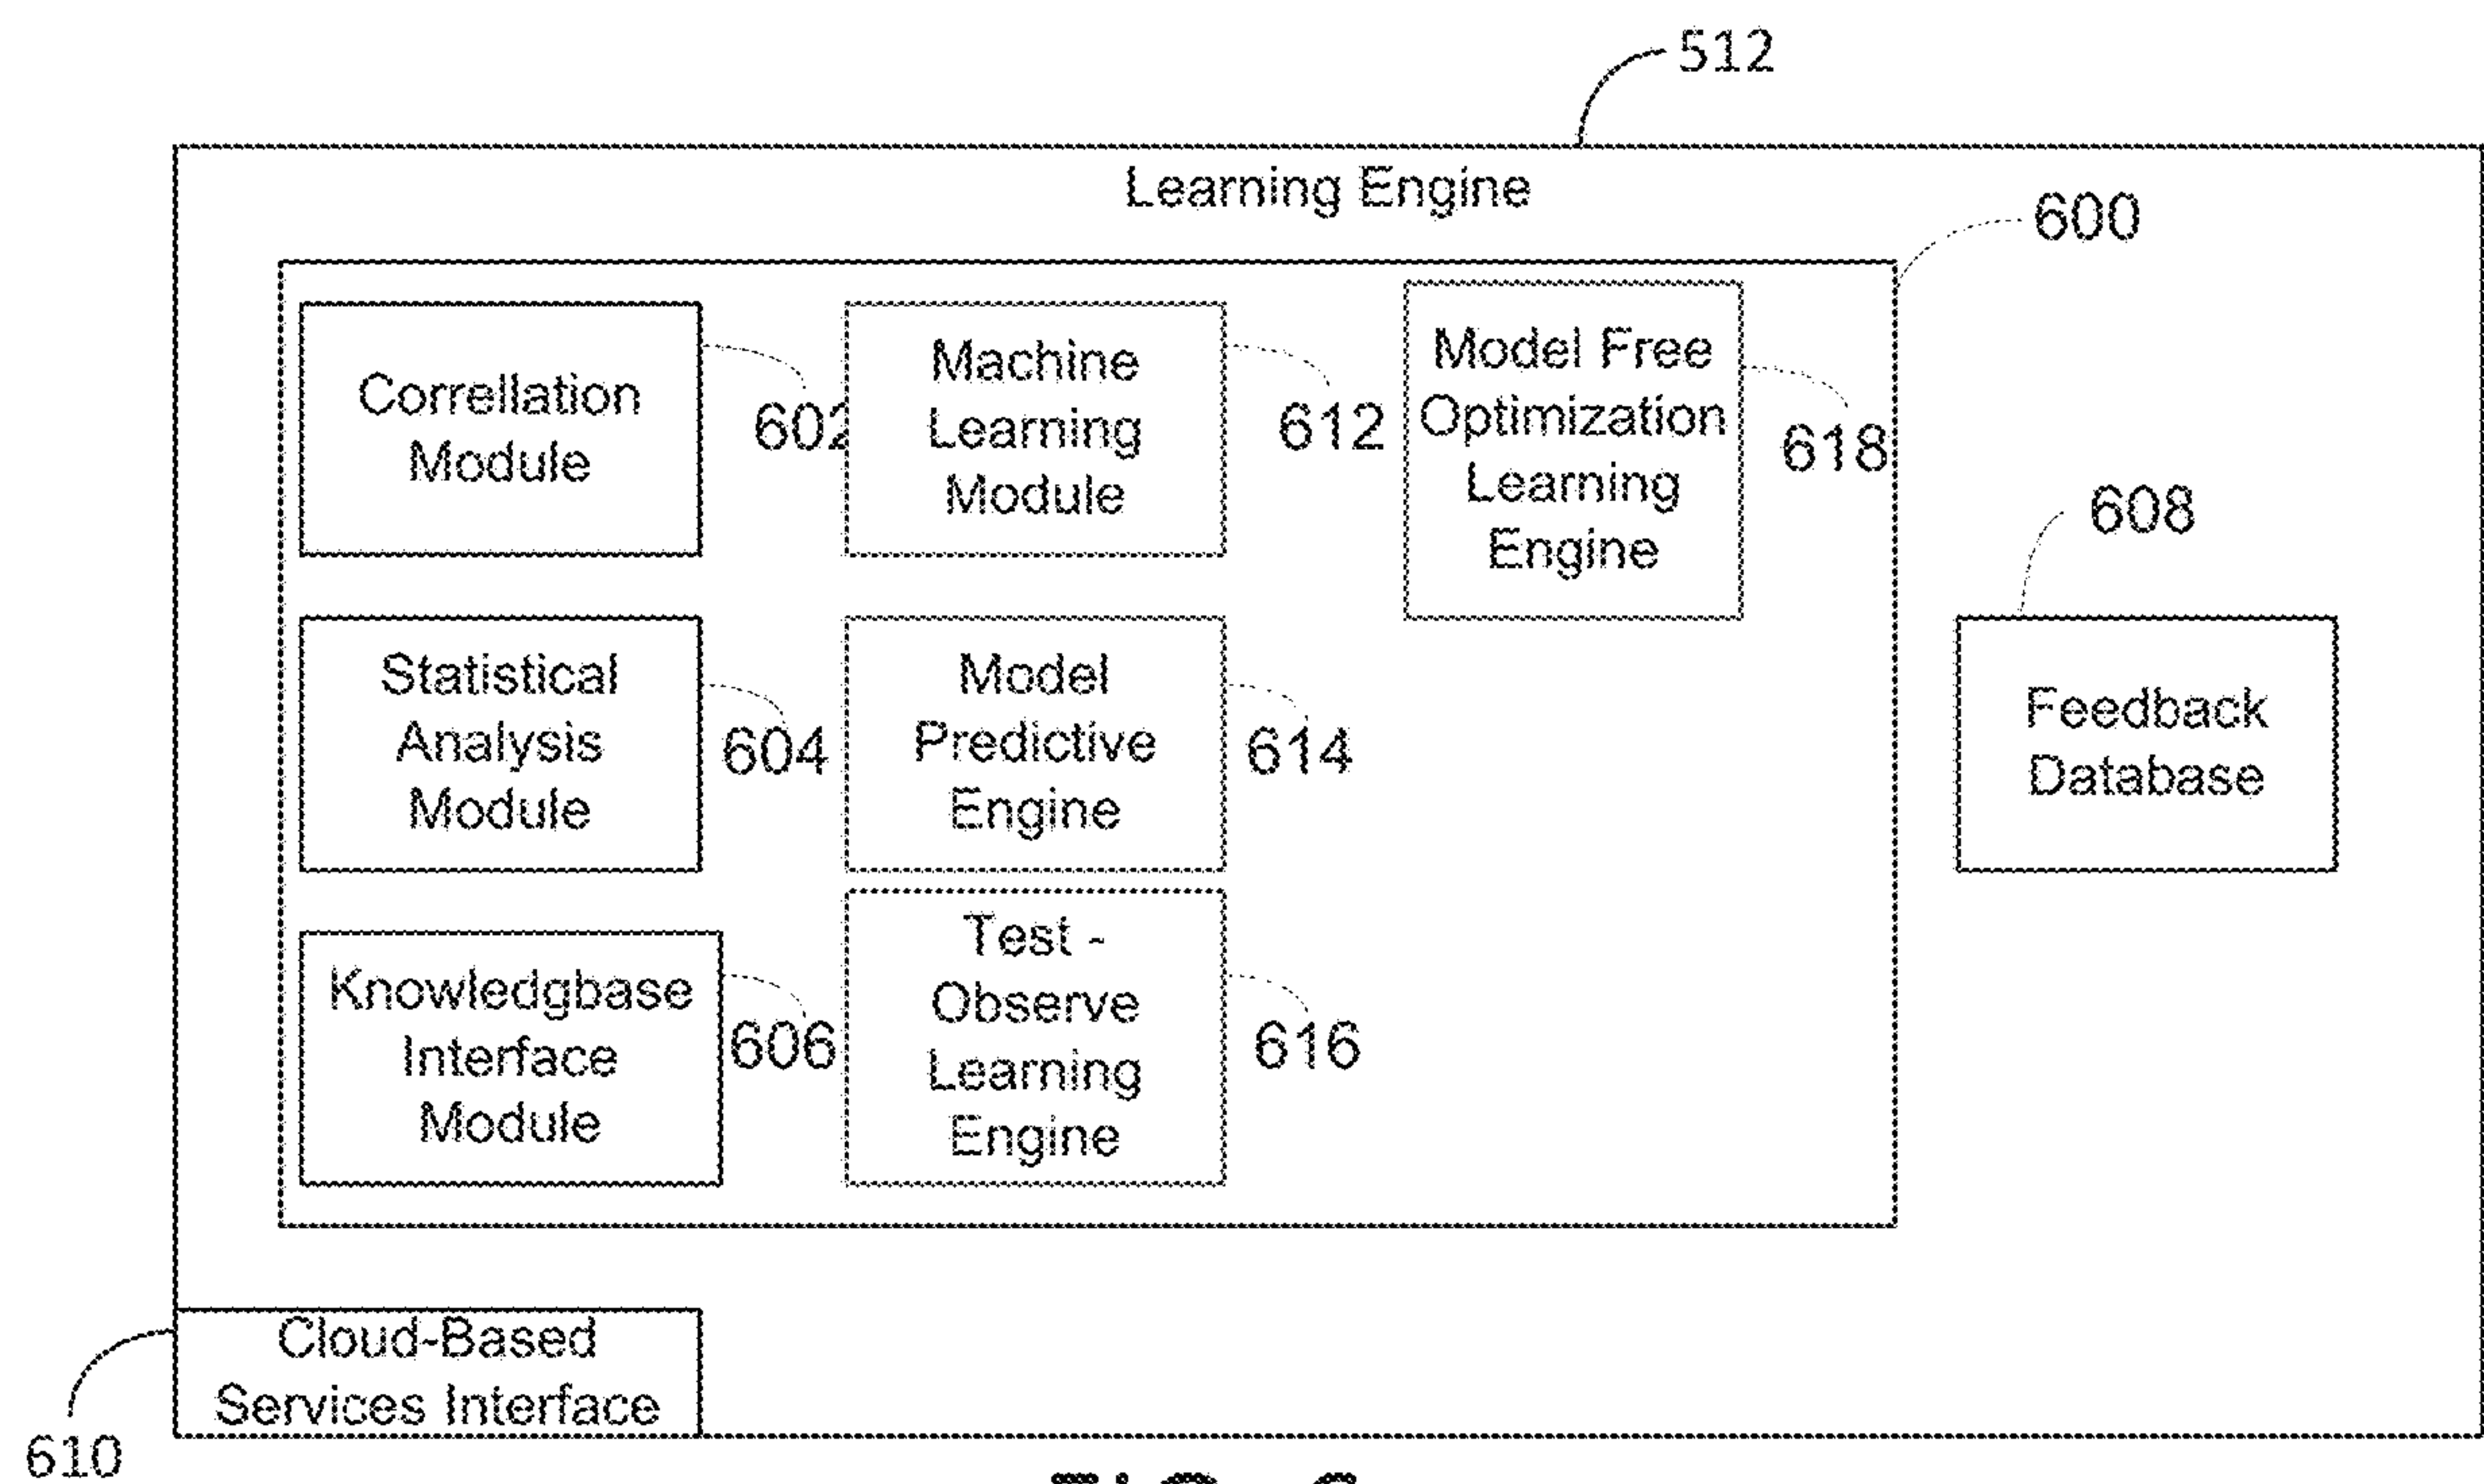 512
Learning Engine
600
Correllation
Module
602
Machine
Learning
Module
612
Model Free
Optimization
Learning
Engine
618
608
Statistical
Analysis
Module
604
Model
Predictive
Engine
614
Feedback
Database
Knowledgbase
Interface
Module
606
Test -
Observe
Learning
Engine
616
Cloud-Based
Services Interface
610